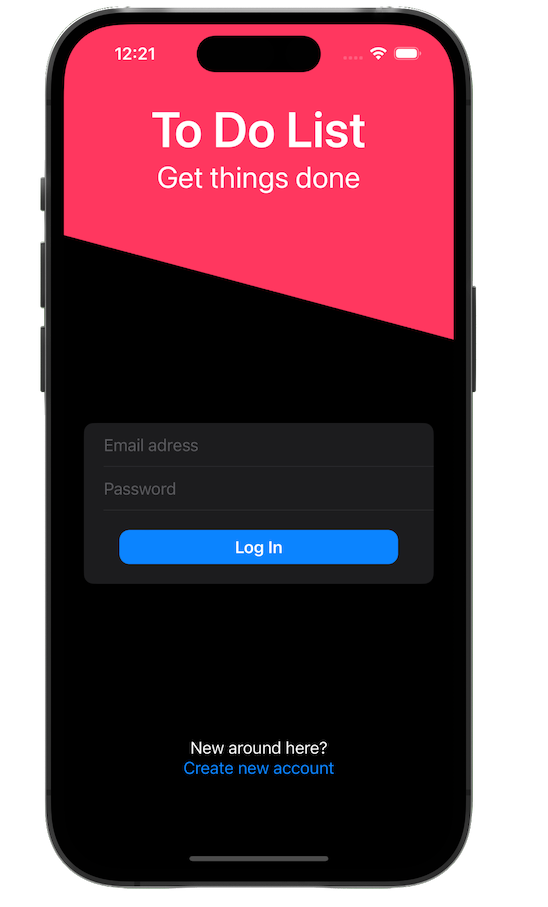 12:21
To Do List
Get things done
Email adress
Password
Log In
New around here?
Create new account